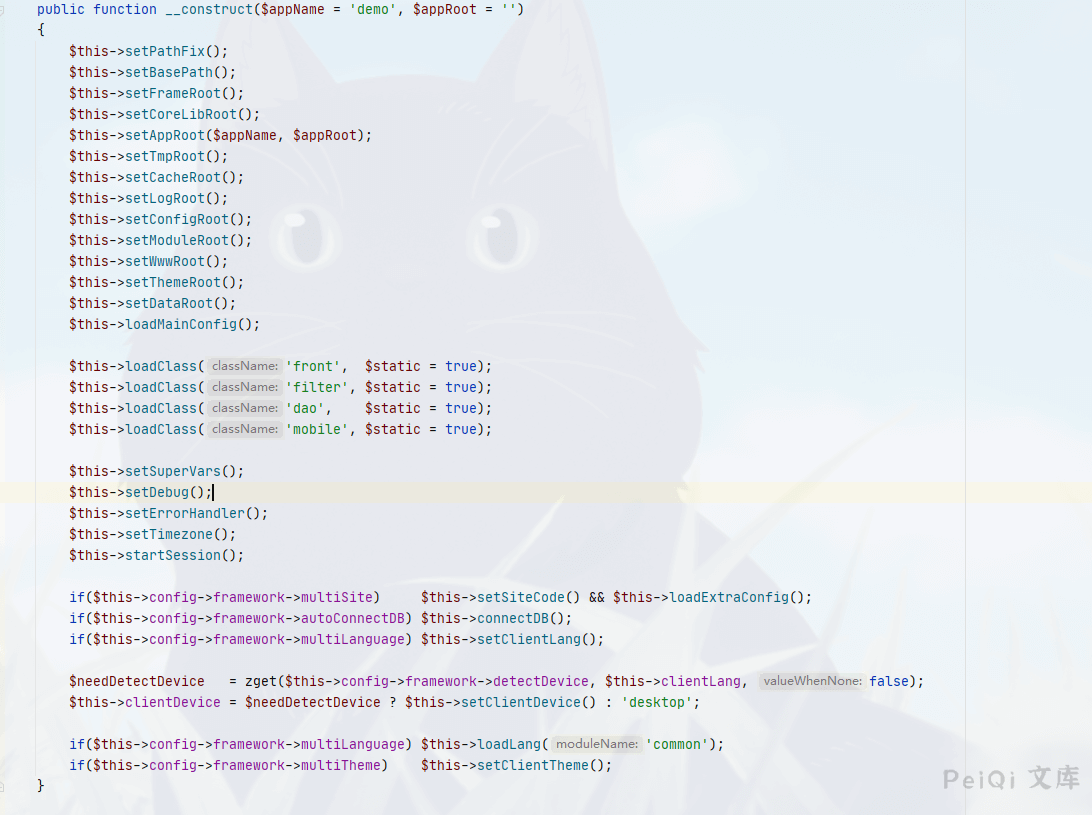 public function __construct($appName = 'demo', $appRoot = '')
{
$this->setPathFix();
$this->setBasePath();
$this->setFrameRoot();
$this->setCoreLibRoot();
$this->setAppRoot($appName, $appRoot);
$this->setTmpRoot();
$this->setCacheRoot();
$this->setLogRoot();
$this->setConfigRoot();
$this->setModuleRoot();
$this->setWwwRoot();
$this->setThemeRoot();
$this->setDataRoot();
$this->loadMainConfig();
$this->loadClass( className: 'front', $static = true);
$this->loadClass( className: 'filter', $static = true);
$this->loadClass( className: 'dao', $static = true);
$this->loadClass( className: 'mobile', $static = true);
$this->setSuperVars();
$this->setDebug();
$this->setErrorHandler();
$this->setTimezone();
$this->startSession();
if($this->config->framework->multiSite) $this->setSiteCode() && $this->loadExtraConfig();
if($this->config->framework->autoConnectDB) $this->connectDB();
if($this->config->framework->multiLanguage) $this->setClientLang();
$needDetectDevice = zget($this->config->framework->detectDevice, $this->clientLang, valueWhenNone: false);
$this->clientDevice = $needDetectDevice ? $this->setClientDevice() : 'desktop';
if($this->config->framework->multiLanguage) $this->loadLang( moduleName: 'common');
if($this->config->framework->multiTheme) $this->setClientTheme();
}
PeiQi 文库